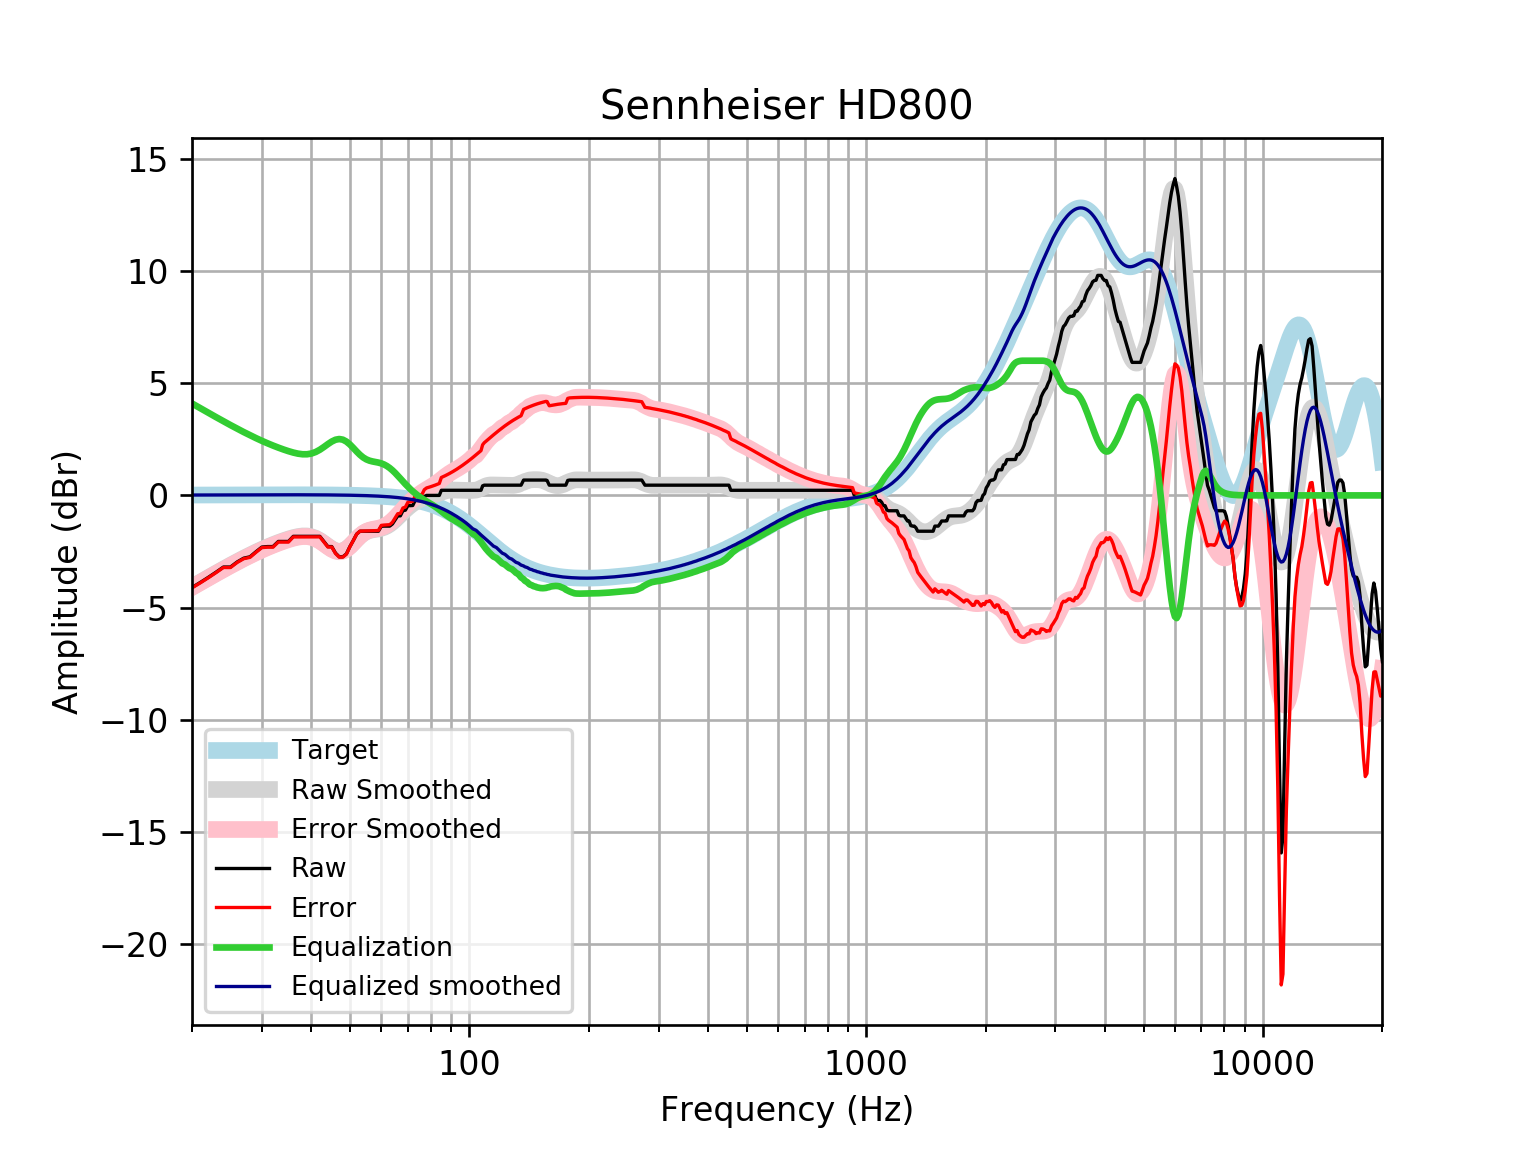 Sennheiser HD800
15
10
5
0
−5
−10
−15
−20
Amplitude (dBr)
Target
Raw Smoothed
Error Smoothed
Raw
Error
Equalization
Equalized smoothed
100
1000
10000
Frequency (Hz)